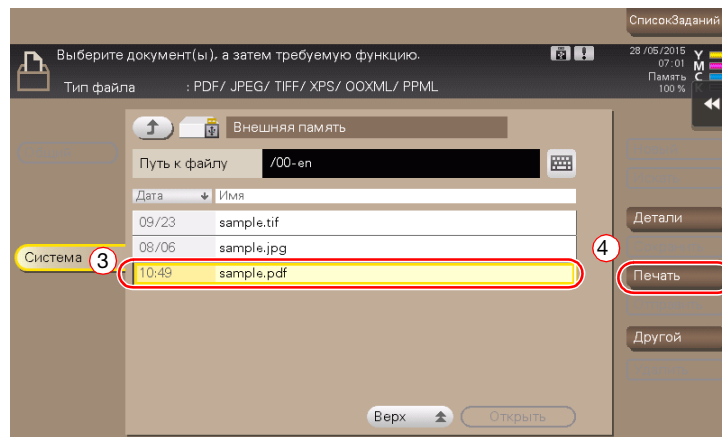 СписокЗаданий
Выберите документ(ы), а затем требуемую функцию.
28/05/2015
07:01
Память
100 %
Y
M
C
K
Тип файла : PDF/ JPEG/ TIFF/ XPS/ OOXML/ PPML
Внешняя память
Путь к файлу /00-en
Дата Имя
09/23 sample.tif
Детали
08/06 sample.jpg
Система 3
4
10:49 sample.pdf
Печать
Другой
Верх Открыть